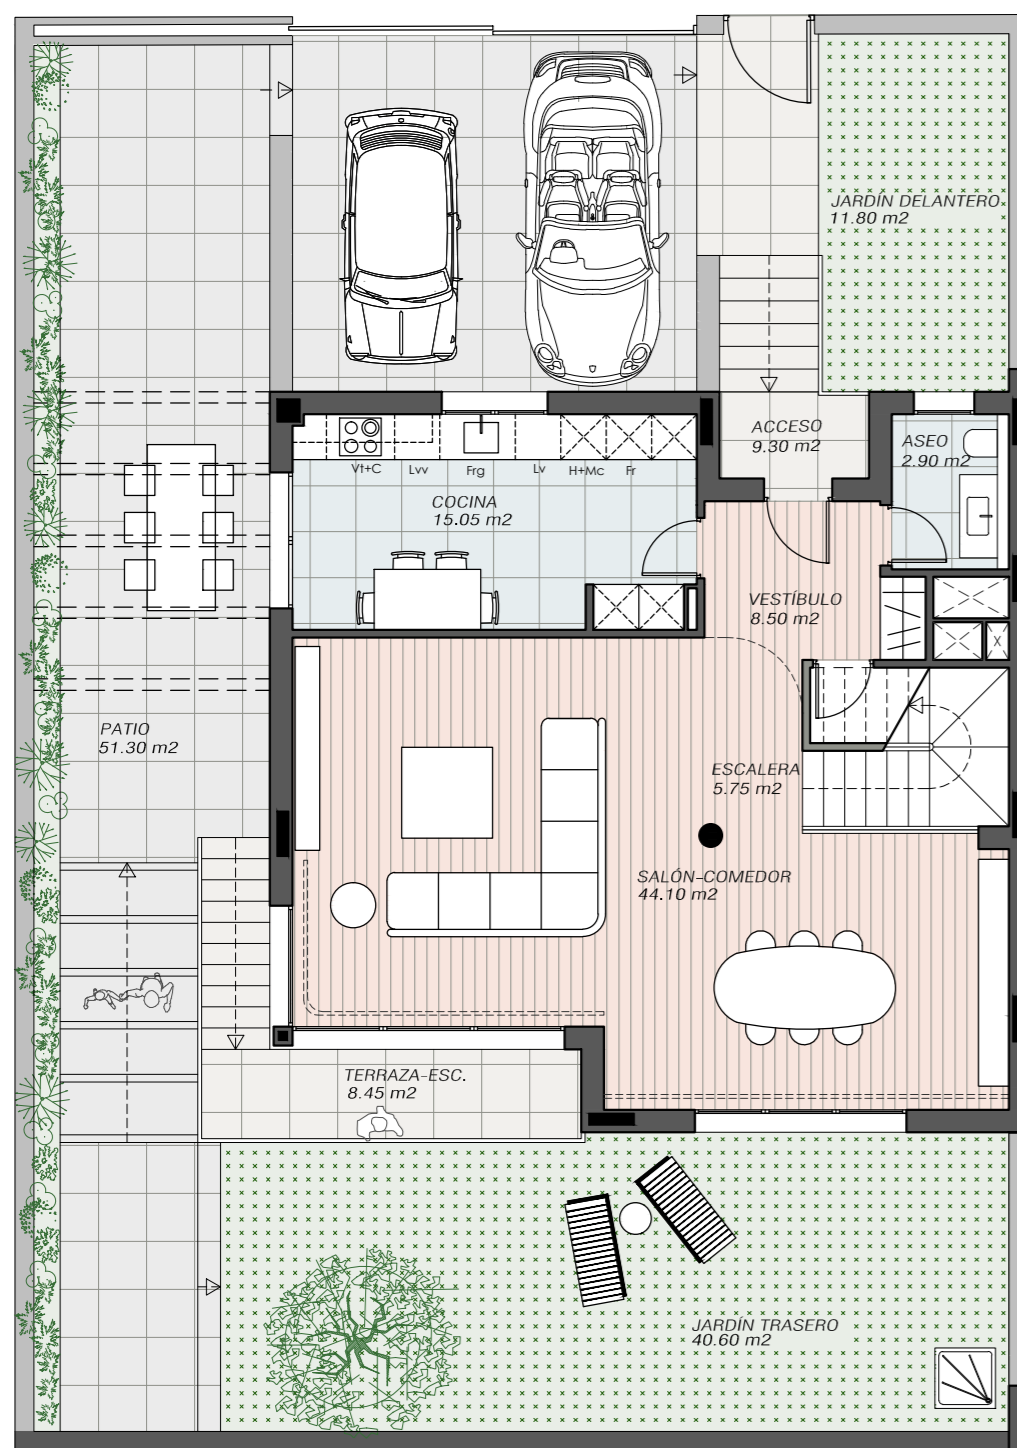 JARDÍN DELANTERO
11.80 m2
ACCESO
9.30 m2
ASEO
2.90 m2
Vt+C Lvv Frg Lv H+Mc Fr
COCINA
15.05 m2
VESTÍBULO
8.50 m2
PATIO
51.30 m2
ESCALERA
5.75 m2
SALÓN-COMEDOR
44.10 m2
TERRAZA-ESC.
8.45 m2
JARDÍN TRASERO
40.60 m2